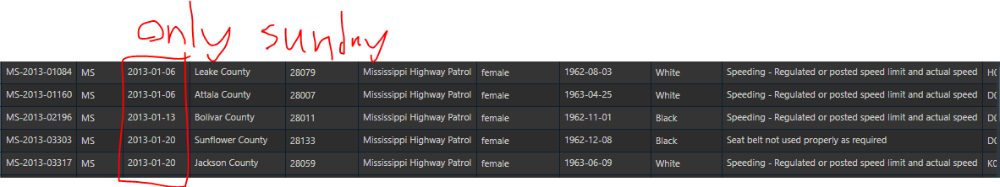 only sunday
MS-2013-01084 MS 2013-01-06 Leake County 28079 Mississippi Highway Patrol female 1962-08-03 White Speeding - Regulated or posted speed limit and actual speed
MS-2013-01160 MS 2013-01-06 Attala County 28007 Mississippi Highway Patrol female 1963-04-25 White Speeding - Regulated or posted speed limit and actual speed
MS-2013-02196 MS 2013-01-13 Bolivar County 28011 Mississippi Highway Patrol female 1962-11-01 Black Speeding - Regulated or posted speed limit and actual speed
MS-2013-03303 MS 2013-01-20 Sunflower County 28133 Mississippi Highway Patrol female 1962-12-08 Black Seat belt not used properly as required
MS-2013-03317 MS 2013-01-20 Jackson County 28059 Mississippi Highway Patrol female 1963-06-09 White Speeding - Regulated or posted speed limit and actual speed